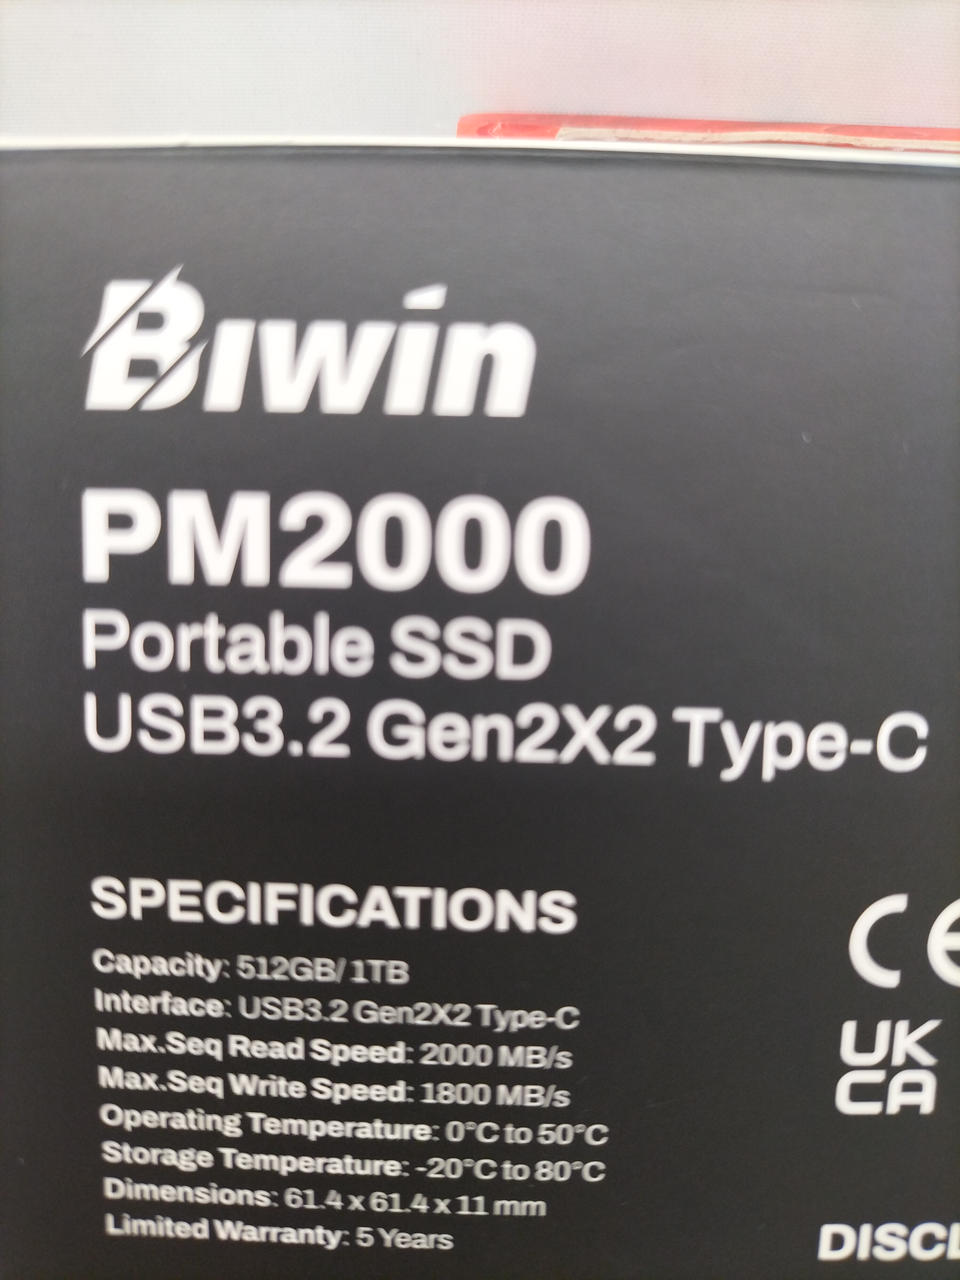 Biwin
PM2000
Portable SSD
USB3.2 Gen2X2 Type-C
SPECIFICATIONS
Capacity: 512GB/ 1TB
Interface: USB3.2 Gen2X2 Type-C
Max.Seq Read Speed: 2000 MB/s
Max.Seq Write Speed: 1800 MB/s
Operating Temperature: 0°C to 50°C
Storage Temperature: -20°C to 80°C
Dimensions: 61.4 x 61.4 x 11 mm
Limited Warranty: 5 Years
CE
UK
CA